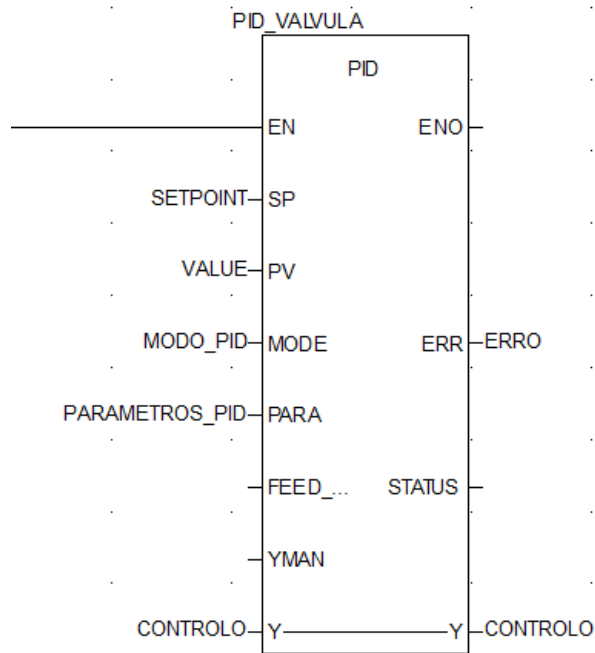 PID_VALVULA
PID
EN ENO
SETPOINT SP
VALUE PV
MODO_PID MODE ERR ERRO
PARAMETROS_PID PARA
FEED_... STATUS
YMAN
CONTROLO Y Y CONTROLO